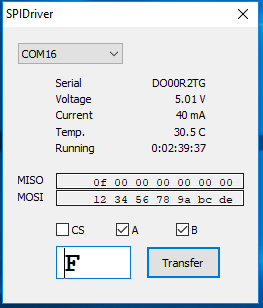 SPIDriver
COM16
Serial DO00R2TG
Voltage 5.01 V
Current 40 mA
Temp. 30.5 C
Running 0:02:39:37
MISO 0f 00 00 00 00 00 00
MOSI 12 34 56 78 9a bc de
CS A B
F Transfer